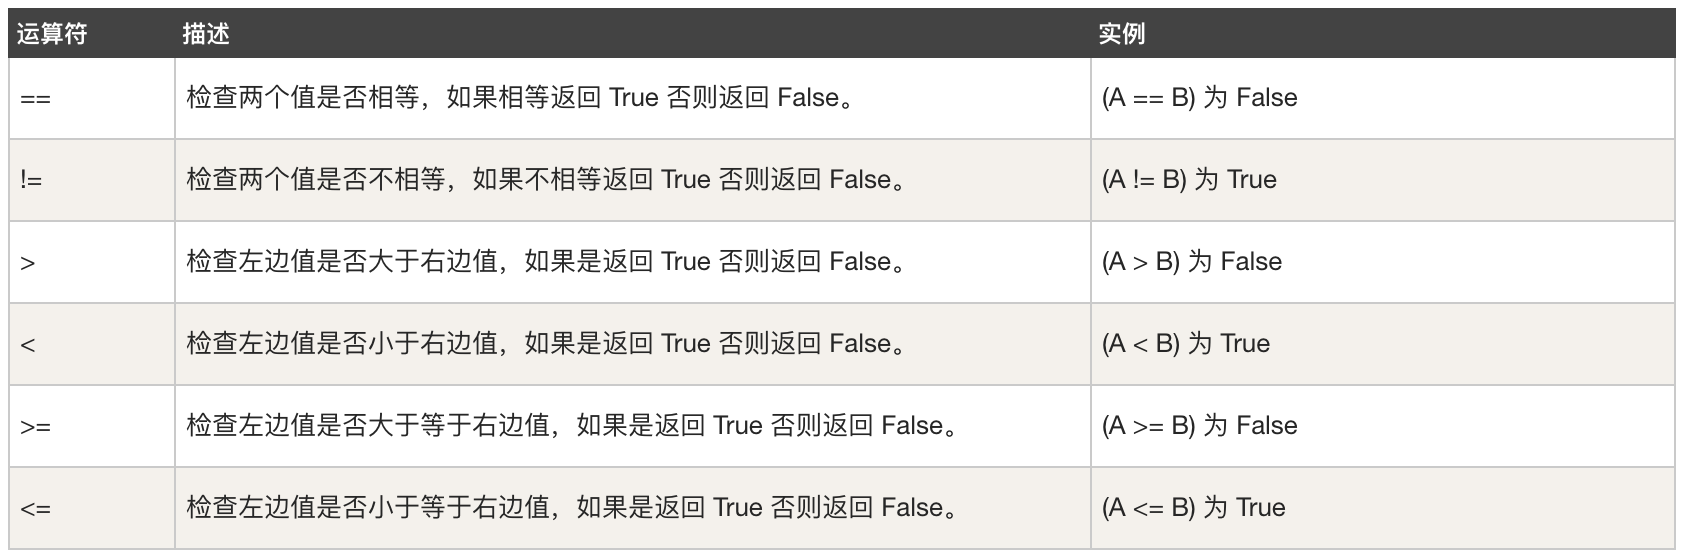 运算符 描述 实例
== 检查两个值是否相等，如果相等返回 True 否则返回 False。 (A == B) 为 False
!= 检查两个值是否不相等，如果不相等返回 True 否则返回 False。 (A != B) 为 True
> 检查左边值是否大于右边值，如果是返回 True 否则返回 False。 (A > B) 为 False
< 检查左边值是否小于右边值，如果是返回 True 否则返回 False。 (A < B) 为 True
>= 检查左边值是否大于等于右边值，如果是返回 True 否则返回 False。 (A >= B) 为 False
<= 检查左边值是否小于等于右边值，如果是返回 True 否则返回 False。 (A <= B) 为 True